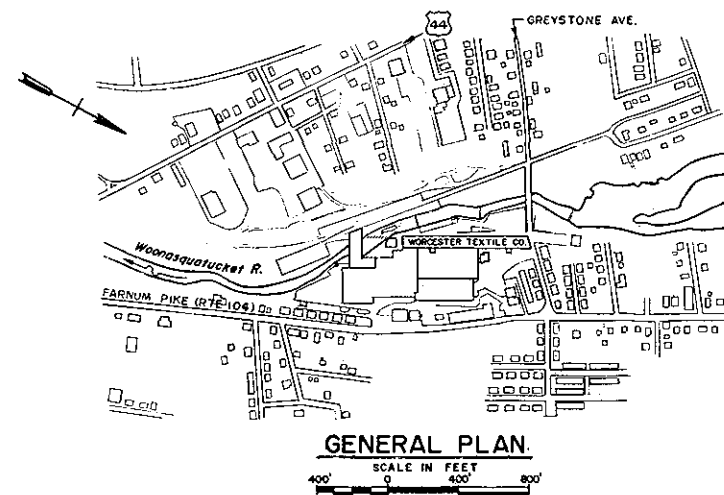 44
GREYSTONE AVE.
Woonasquatucket R.
WORCESTER TEXTILE CO.
FARNUM PIKE (RTE 104)
GENERAL PLAN
SCALE IN FEET
400' 0 400' 800'